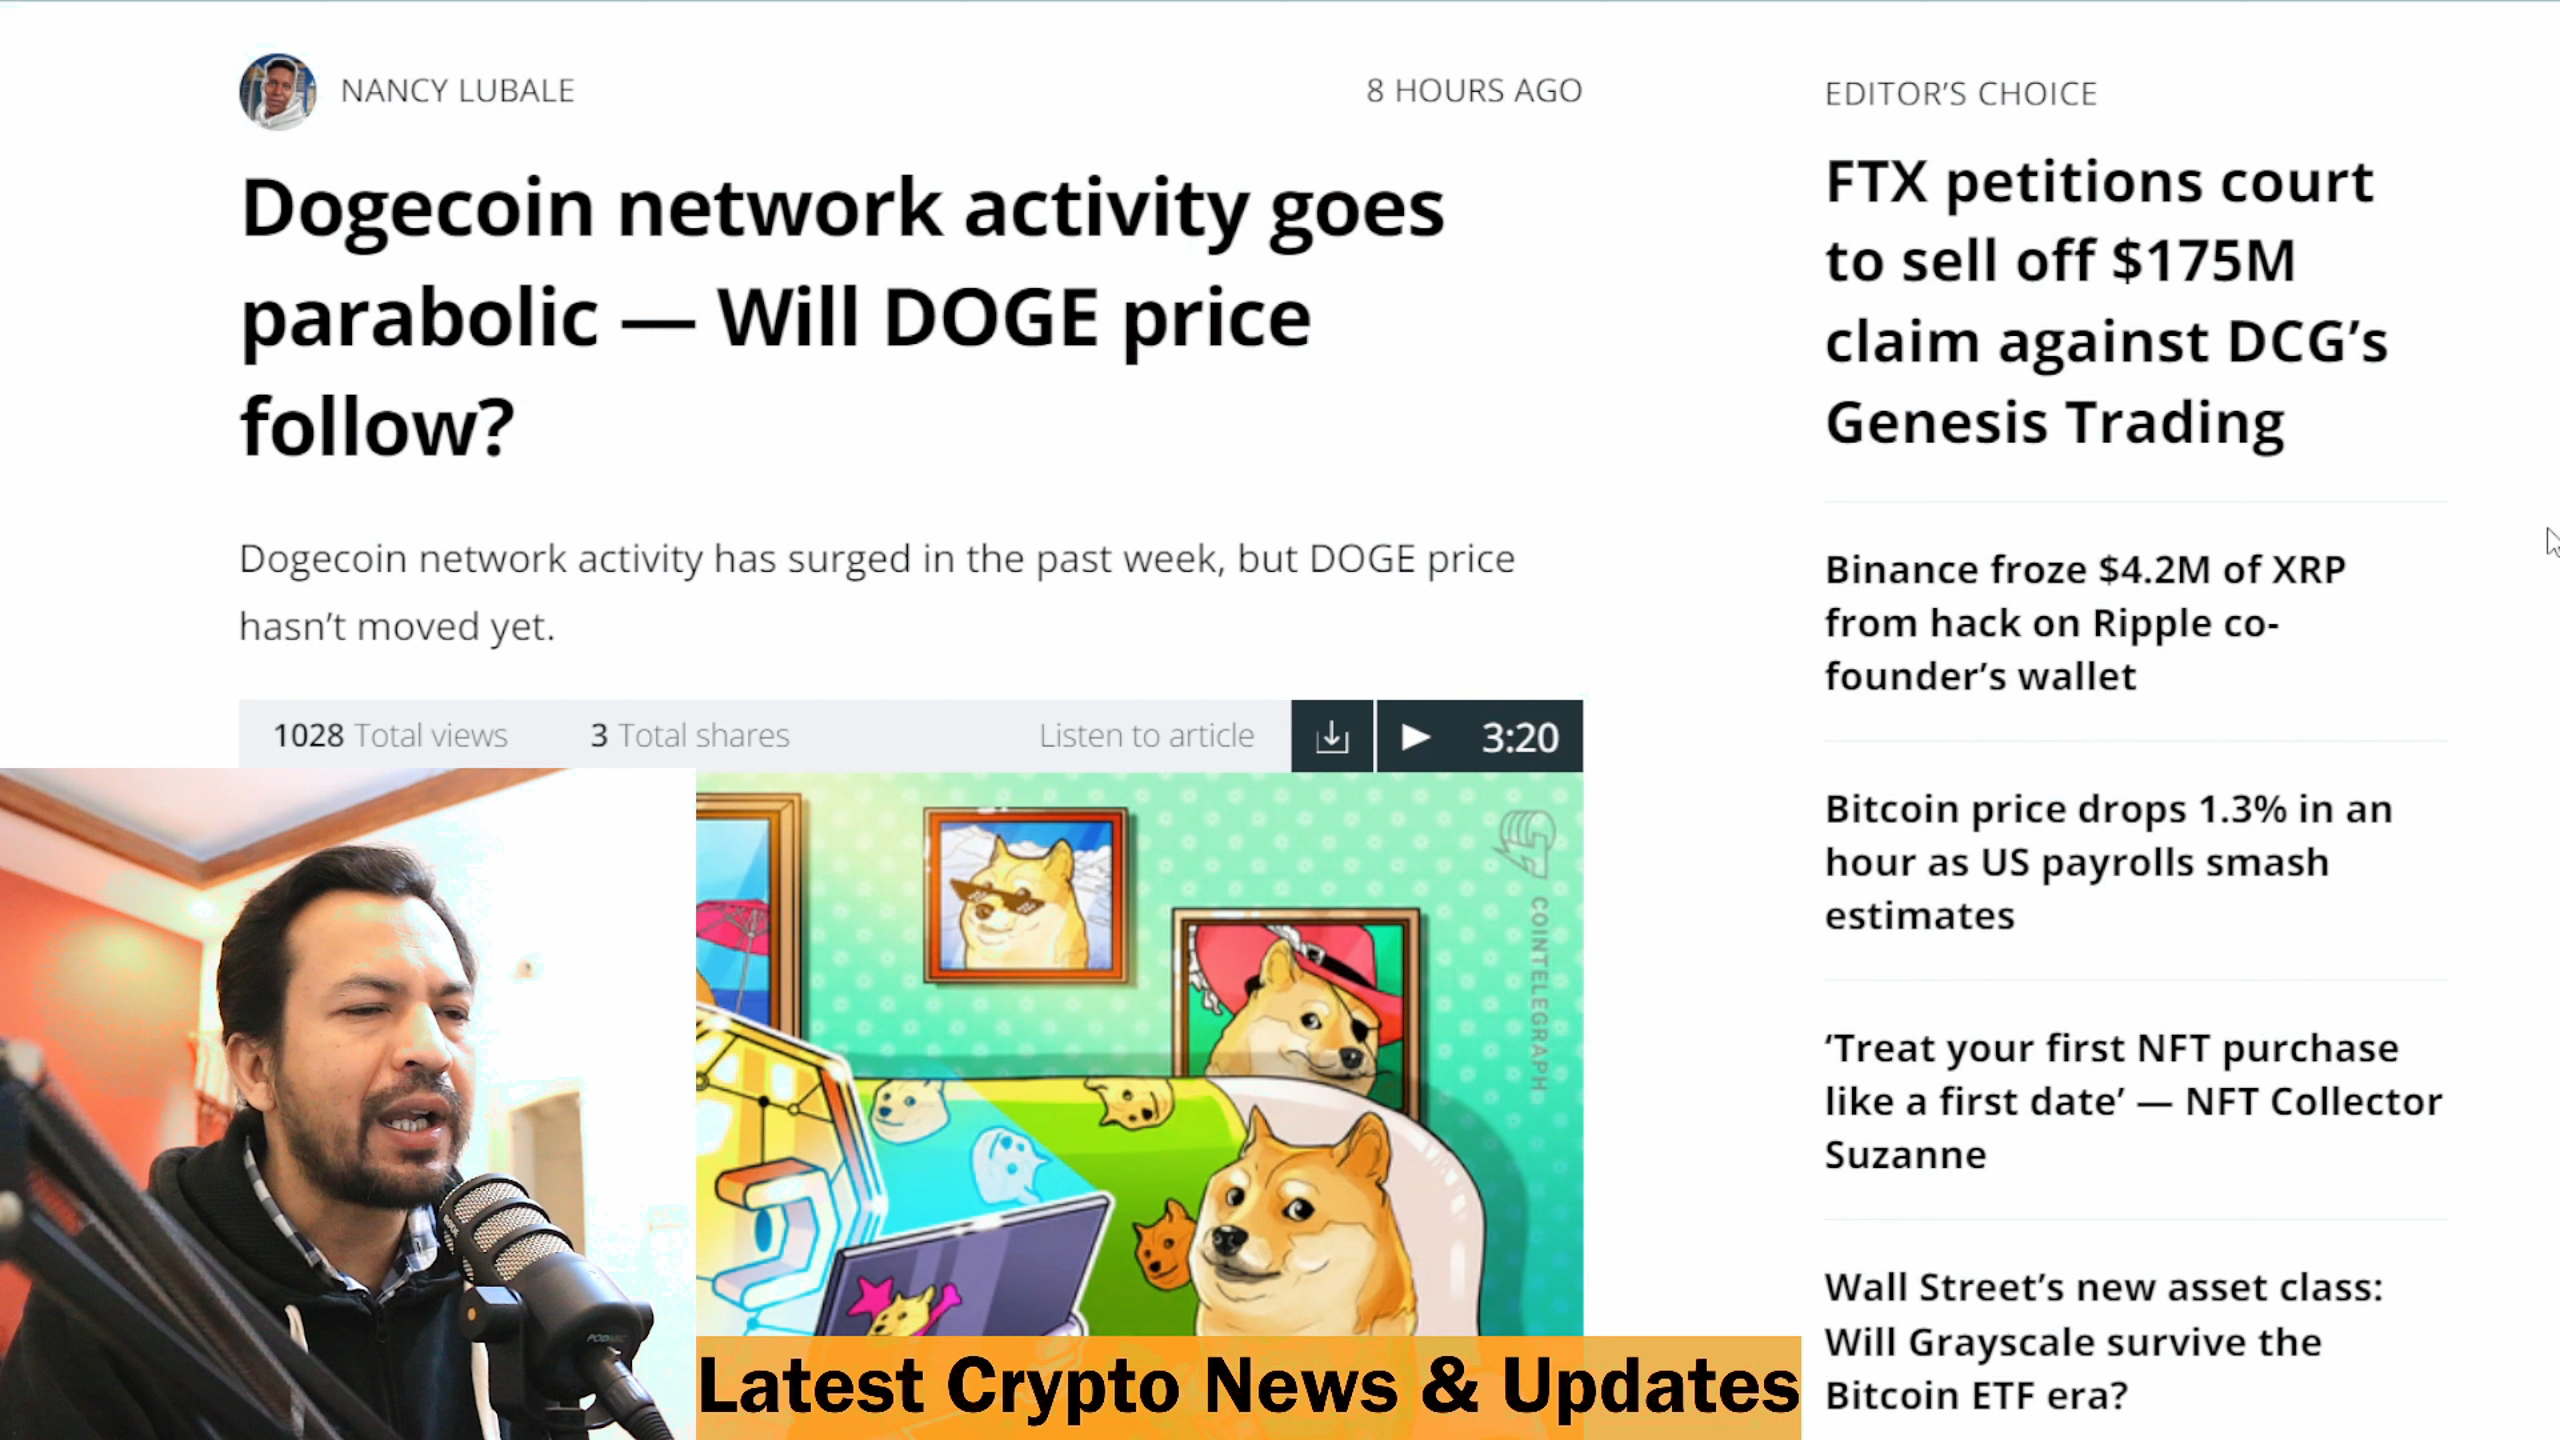 NANCY LUBALE
8 HOURS AGO
Dogecoin network activity goes
parabolic — Will DOGE price
follow?
Dogecoin network activity has surged in the past week, but DOGE price
hasn’t moved yet.
1028 Total views
3 Total shares
Listen to article
3:20
COINTELEGRAPH
PODMIC
Latest Crypto News & Updates
EDITOR’S CHOICE
FTX petitions court
to sell off $175M
claim against DCG’s
Genesis Trading
Binance froze $4.2M of XRP
from hack on Ripple co-
founder’s wallet
Bitcoin price drops 1.3% in an
hour as US payrolls smash
estimates
‘Treat your first NFT purchase
like a first date’ — NFT Collector
Suzanne
Wall Street’s new asset class:
Will Grayscale survive the
Bitcoin ETF era?